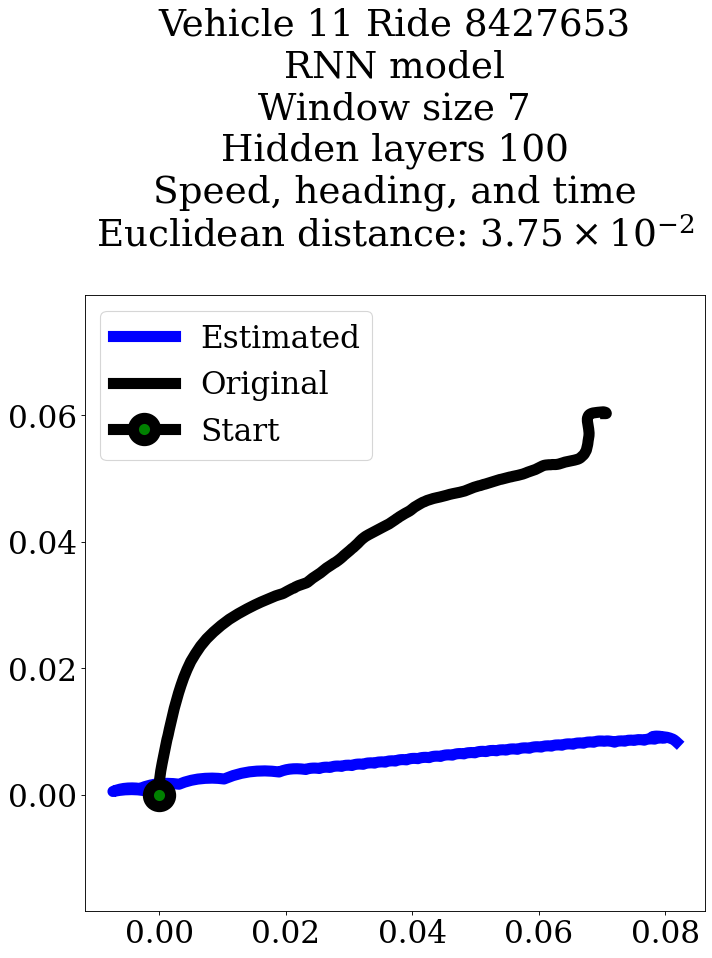 Vehicle 11 Ride 8427653
RNN model
Window size 7
Hidden layers 100
Speed, heading, and time
Euclidean distance: 3.75 × 10⁻²
Estimated
Original
Start
0.06
0.04
0.02
0.00
0.00 0.02 0.04 0.06 0.08